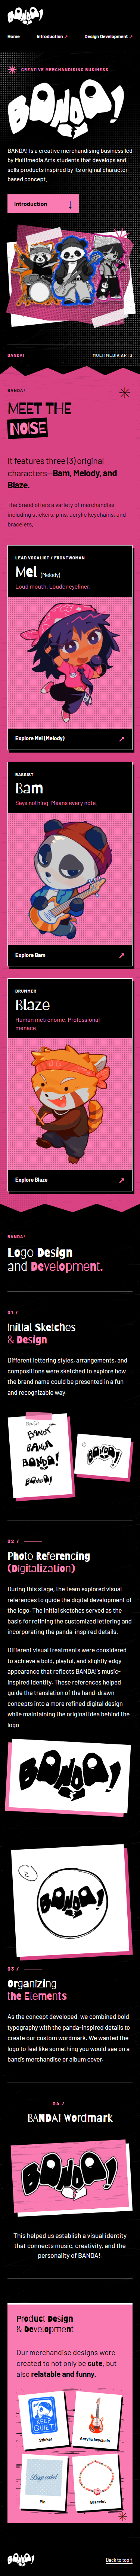 BANDA!
Home
Introduction ↗
Design Development ↗
CREATIVE MERCHANDISING BUSINESS
BANDA!
BANDA! is a creative merchandising business led
by Multimedia Arts students that develops and
sells products inspired by its original character-
based concept.
Introduction ↓
BANDA!
MULTIMEDIA ARTS
BANDA!
MEET THE
NOISE
It features three (3) original
characters—Bam, Melody, and
Blaze.
The brand offers a variety of merchandise
including stickers, pins, acrylic keychains, and
bracelets.
LEAD VOCALIST / FRONTWOMAN
Mel (Melody)
Loud mouth. Louder eyeliner.
Explore Mel (Melody) ↗
BASSIST
Bam
Says nothing. Means every note.
Explore Bam ↗
DRUMMER
Blaze
Human metronome. Professional
menace.
Explore Blaze ↗
BANDA!
Logo Design
and Development.
01 /
Initial Sketches
& Design
Different lettering styles, arrangements, and
compositions were sketched to explore how
the brand name could be presented in a fun
and recognizable way.
BANDA!
BANDA!
BANDA!
BANDA!
02 /
Photo Referencing
(Digitalization)
During this stage, the team explored visual
references to guide the digital development of
the logo. The initial sketches served as the
basis for refining the customized lettering and
incorporating the panda-inspired details.
Different visual treatments were considered
to achieve a bold, playful, and slightly edgy
appearance that reflects BANDA!'s music-
inspired identity. These references helped
guide the translation of the hand-drawn
concepts into a more refined digital design
while maintaining the original idea behind the
logo
BANDA!
BANDA!
03 /
Organizing
the Elements
As the concept developed, we combined bold
typography with the panda-inspired details to
create our custom wordmark. We wanted the
logo to feel like something you would see on a
band's merchandise or album cover.
04 /
BANDA! Wordmark
BANDA!
This helped us establish a visual identity
that connects music, creativity, and the
personality of BANDA!.
Product Design
& Development
Our merchandise designs were
created to not only be cute, but
also relatable and funny.
KEEP
QUIET
Sticker
Acrylic keychain
Pin
Bracelet
BANDA!
Back to top ↑